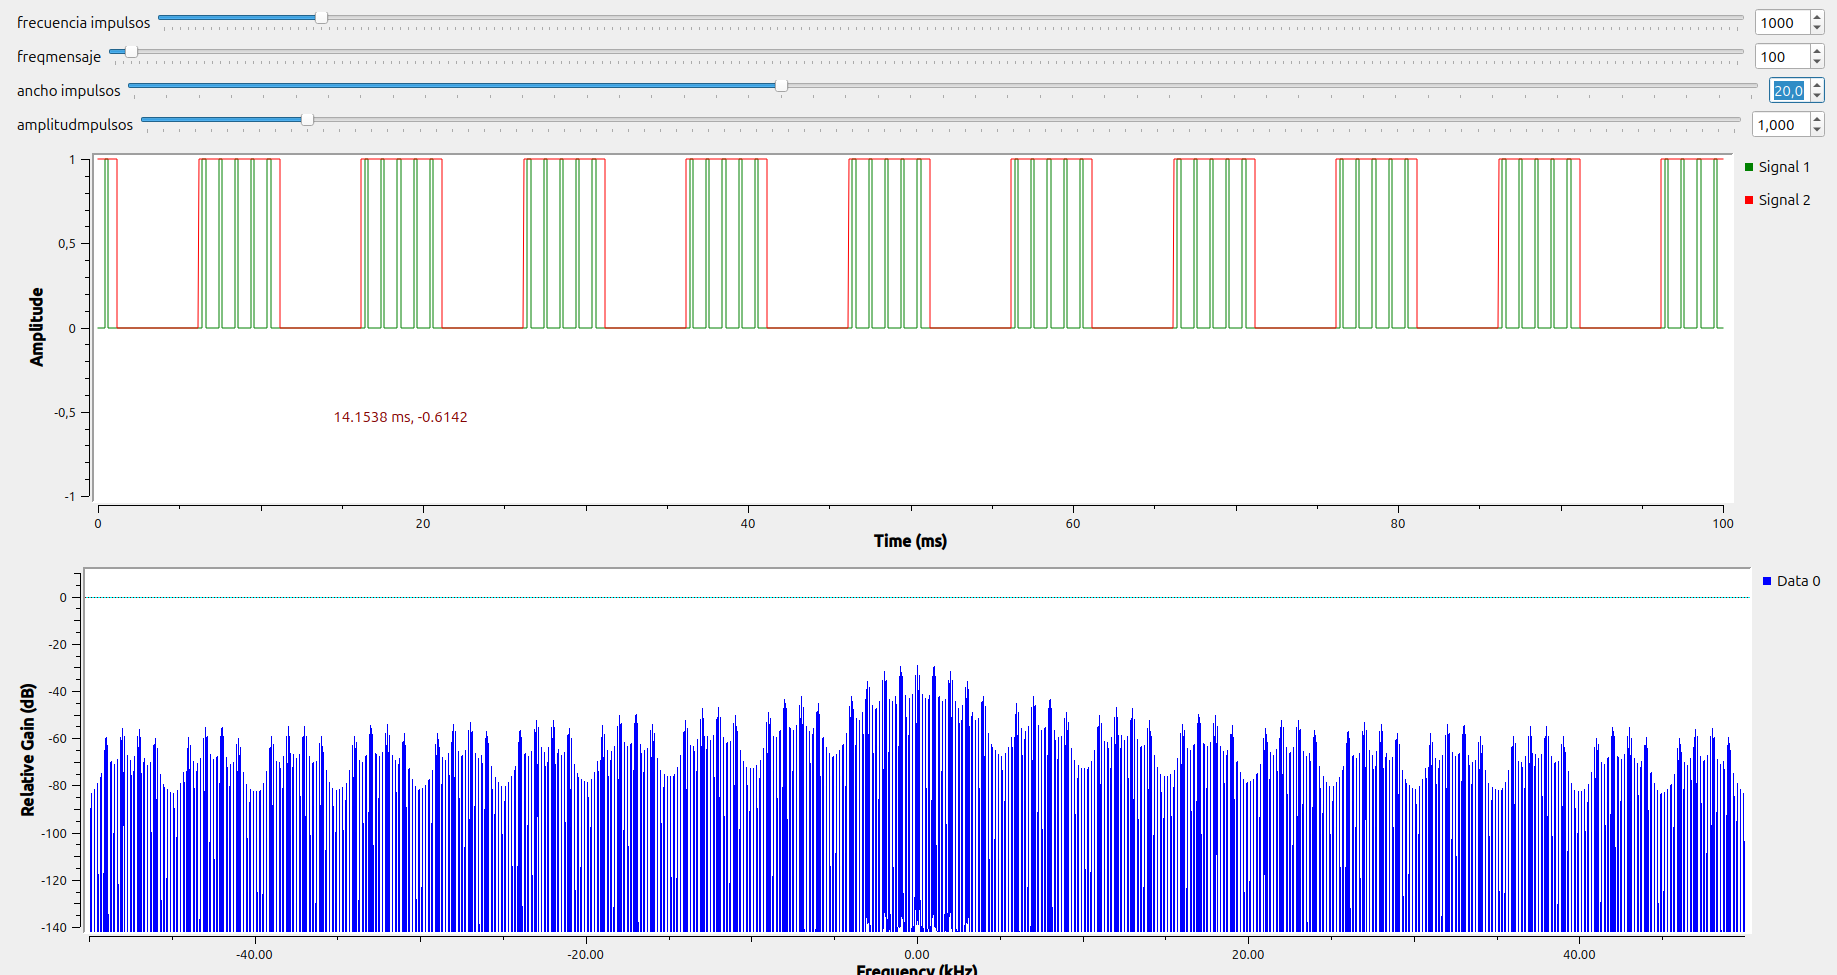 frecuencia impulsos 1000
freqmensaje 100
ancho impulsos 20,0
amplitudmpulsos 1,000
1
0,5
0
-0,5
-1
Amplitude
14.1538 ms, -0.6142
Signal 1
Signal 2
0 20 40 60 80 100
Time (ms)
0
-20
-40
-60
-80
-100
-120
-140
Relative Gain (dB)
Data 0
-40.00 -20.00 0.00 20.00 40.00
Frequency (kHz)